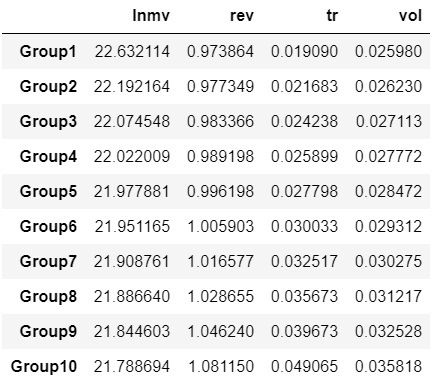 lnmv rev tr vol
Group1 22.632114 0.973864 0.019090 0.025980
Group2 22.192164 0.977349 0.021683 0.026230
Group3 22.074548 0.983366 0.024238 0.027113
Group4 22.022009 0.989198 0.025899 0.027772
Group5 21.977881 0.996198 0.027798 0.028472
Group6 21.951165 1.005903 0.030033 0.029312
Group7 21.908761 1.016577 0.032517 0.030275
Group8 21.886640 1.028655 0.035673 0.031217
Group9 21.844603 1.046240 0.039673 0.032528
Group10 21.788694 1.081150 0.049065 0.035818